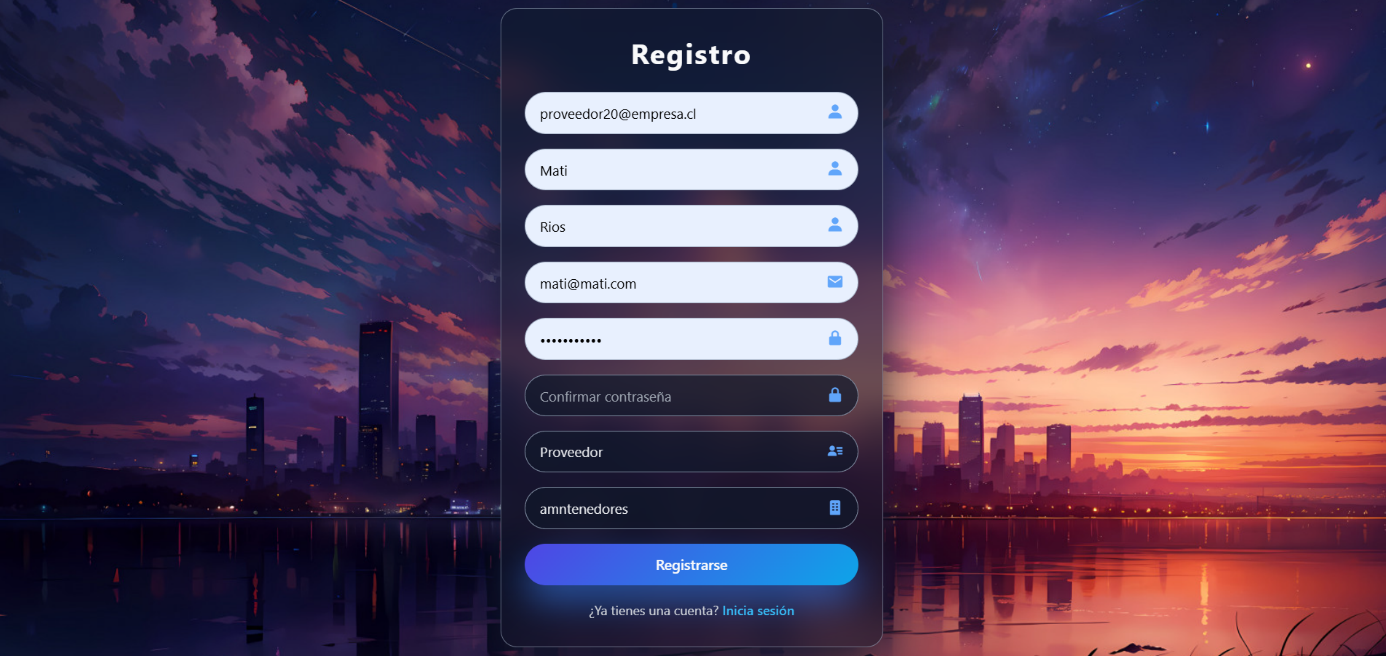 Registro
proveedor20@empresa.cl
Mati
Rios
mati@mati.com
•••••••••••
Confirmar contraseña
Proveedor
amntenedores
Registrarse
¿Ya tienes una cuenta? Inicia sesión